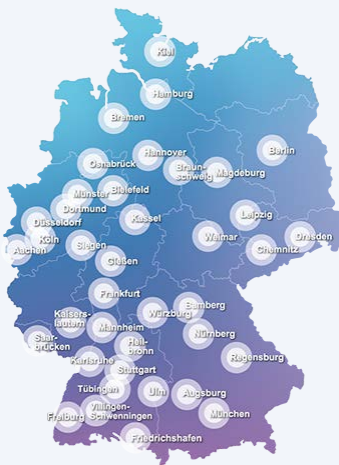 Kiel
Hamburg
Bremen
Hannover
Berlin
Osnabrück
Braun-
schweig
Magdeburg
Münster
Bielefeld
Dortmund
Düsseldorf
Kassel
Leipzig
Köln
Aachen
Siegen
Weimar
Dresden
Chemnitz
Gießen
Frankfurt
Bamberg
Würzburg
Kaisers-
lautern
Mannheim
Nürnberg
Saar-
brücken
Heil-
bronn
Karlsruhe
Regensburg
Stuttgart
Tübingen
Ulm
Augsburg
Freiburg
Villingen-
Schwenningen
München
Friedrichshafen